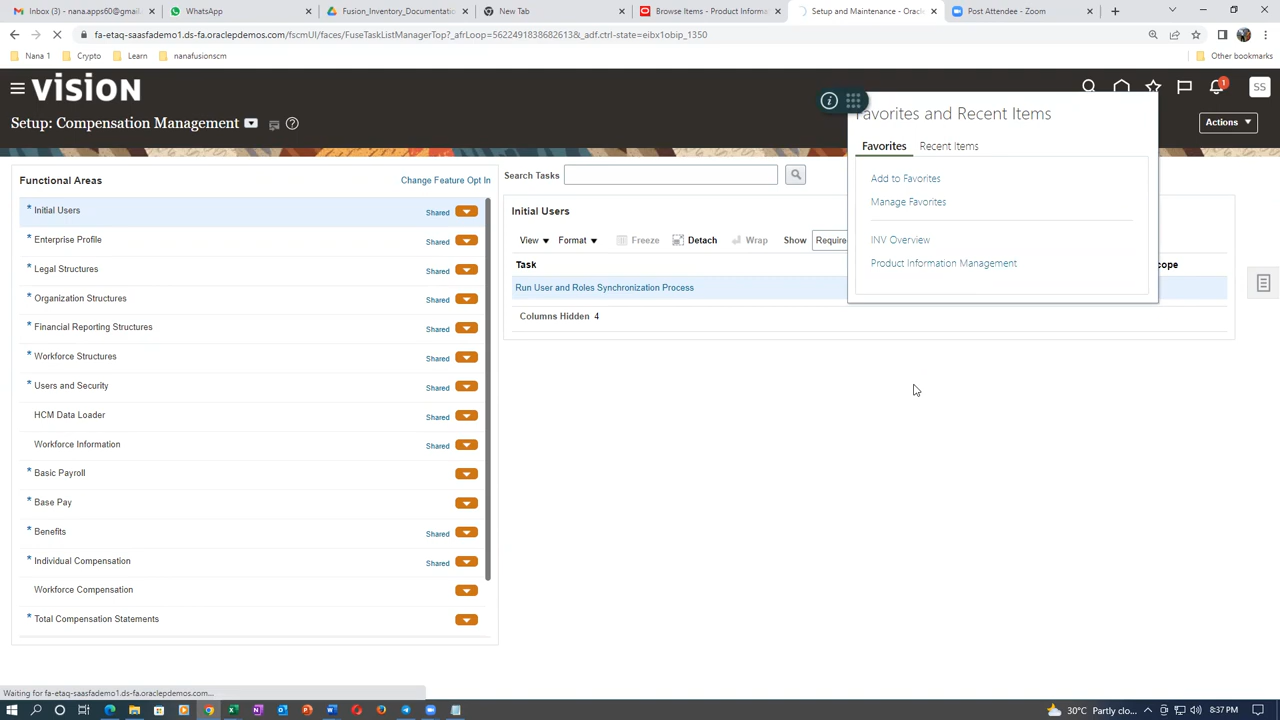 Inbox (3) - nana.apps60@gmail.
WhatsApp
Fusion_Inventory_Documentatio
New Tab
Browse Items - Product Informa
Setup and Maintenance - Oracle
Post Attendee - Zoom
fa-etaq-saasfademo1.ds-fa.oraclepdemos.com/fscmUI/faces/FuseTaskListManagerTop?_afrLoop=5622491838682613&_adf.ctrl-state=eibx1obip_1350
Nana 1
Crypto
Learn
nanafusionscm
Other bookmarks
VISION
1
SS
Setup: Compensation Management
Actions
Favorites and Recent Items
Favorites
Recent Items
Add to Favorites
Manage Favorites
INV Overview
Product Information Management
Functional Areas
Change Feature Opt In
* Initial Users Shared
* Enterprise Profile Shared
* Legal Structures Shared
* Organization Structures Shared
* Financial Reporting Structures Shared
* Workforce Structures Shared
* Users and Security Shared
HCM Data Loader Shared
Workforce Information Shared
* Basic Payroll
* Base Pay
* Benefits Shared
* Individual Compensation Shared
Workforce Compensation
* Total Compensation Statements
Search Tasks
Initial Users
View Format Freeze Detach Wrap Show Require
Task
cope
Run User and Roles Synchronization Process
Columns Hidden 4
Waiting for fa-etaq-saasfademo1.ds-fa.oraclepdemos.com...
30°C Partly clo...
8:37 PM